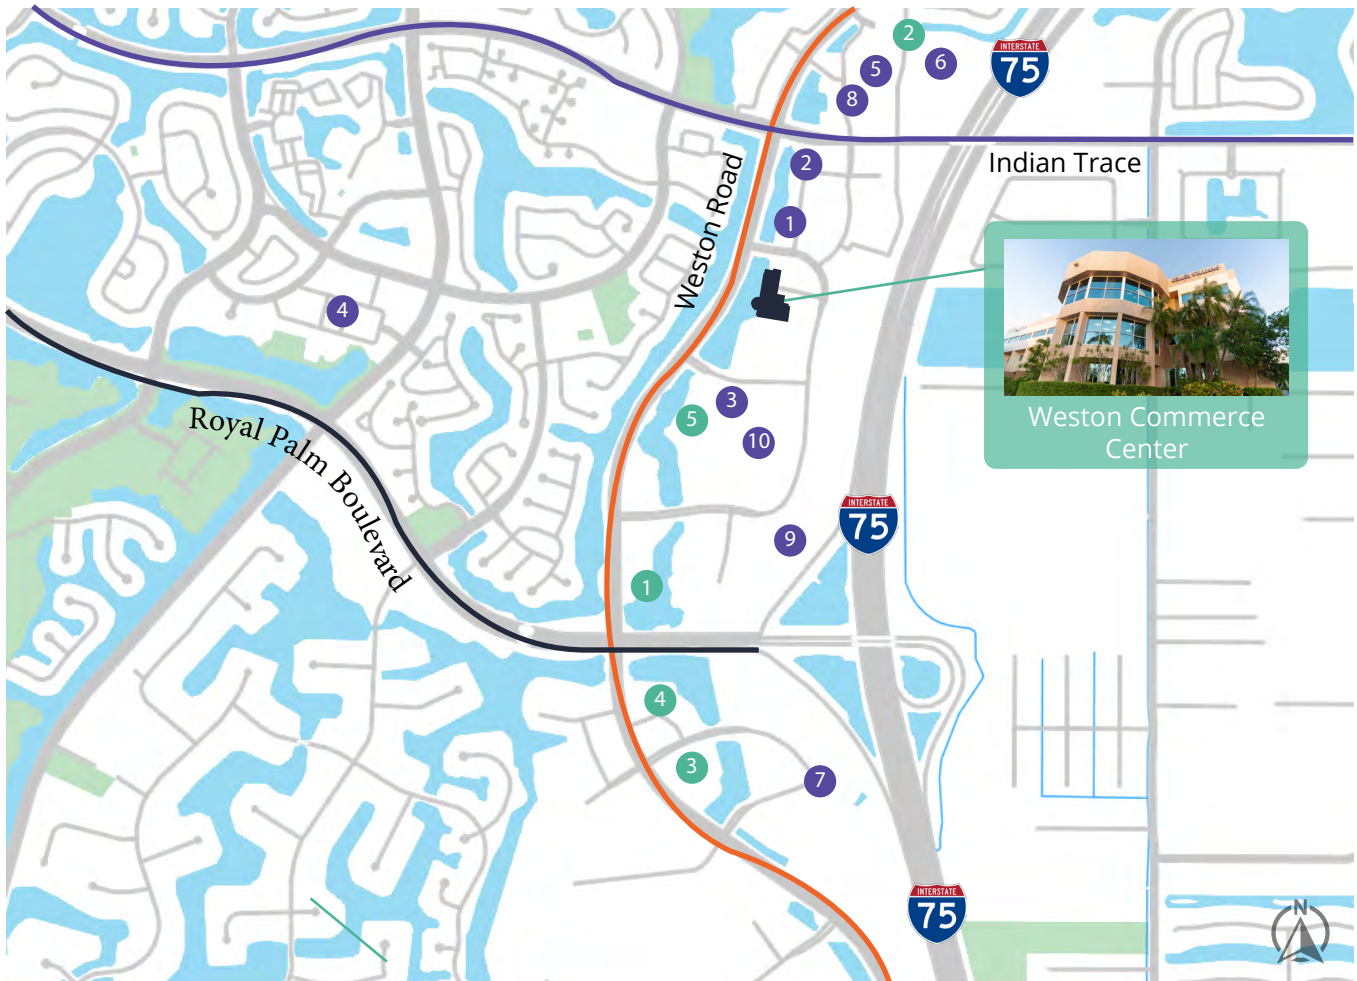 2
5
6
8
INTERSTATE
75
2
Indian Trace
Weston Road
1
4
Weston Commerce
Center
3
5
10
Royal Palm Boulevard
INTERSTATE
75
9
1
4
3
7
INTERSTATE
75
N